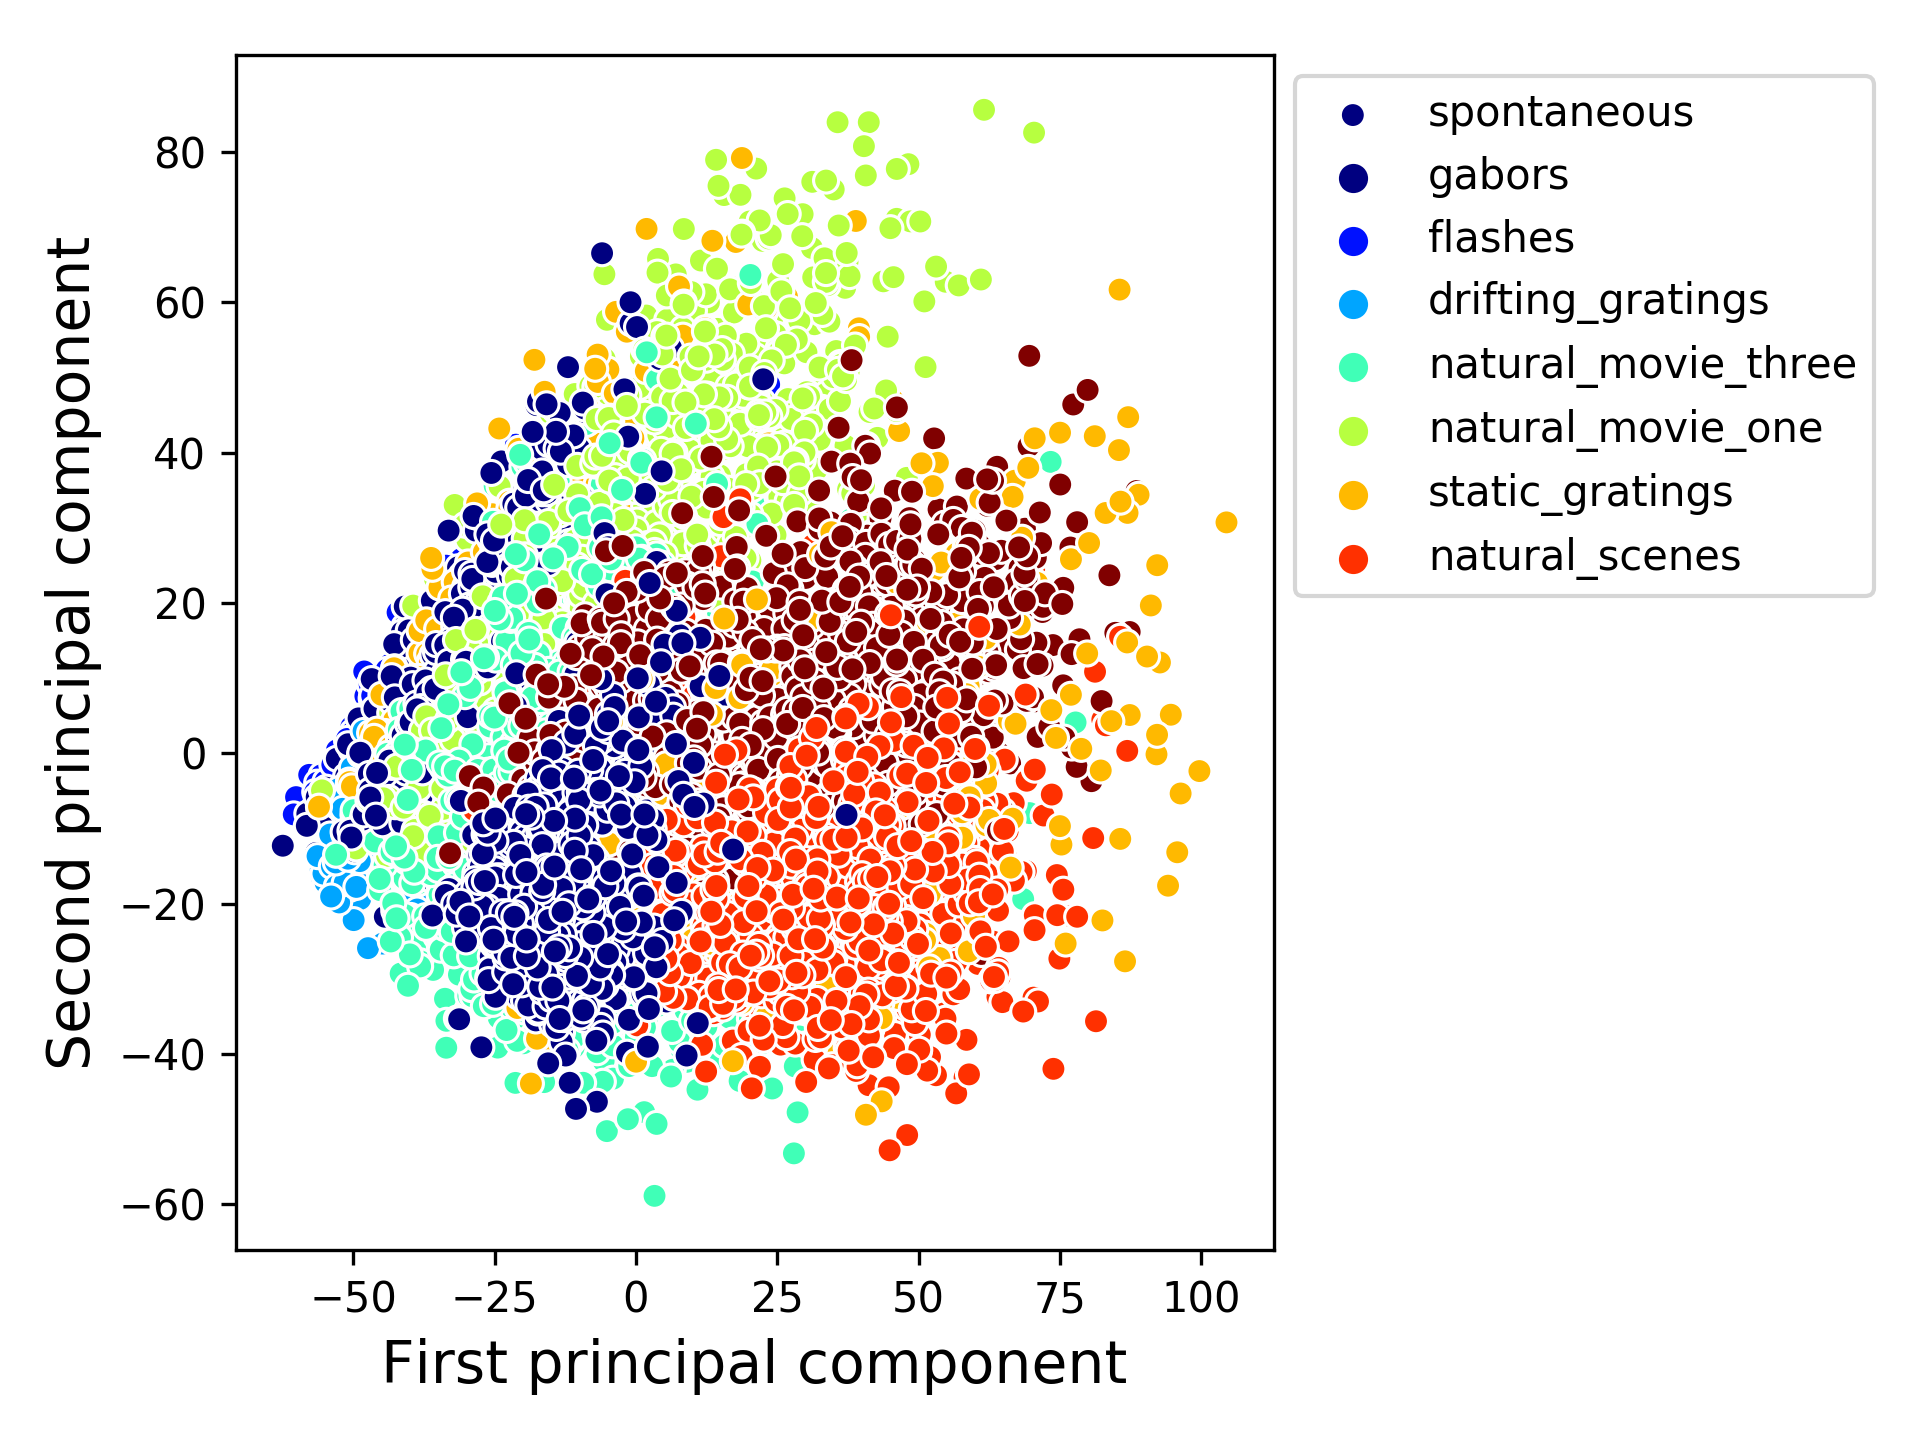 80
60
40
20
0
−20
−40
−60
−50
−25
0
25
50
75
100
First principal component
Second principal component
spontaneous
gabors
flashes
drifting_gratings
natural_movie_three
natural_movie_one
static_gratings
natural_scenes